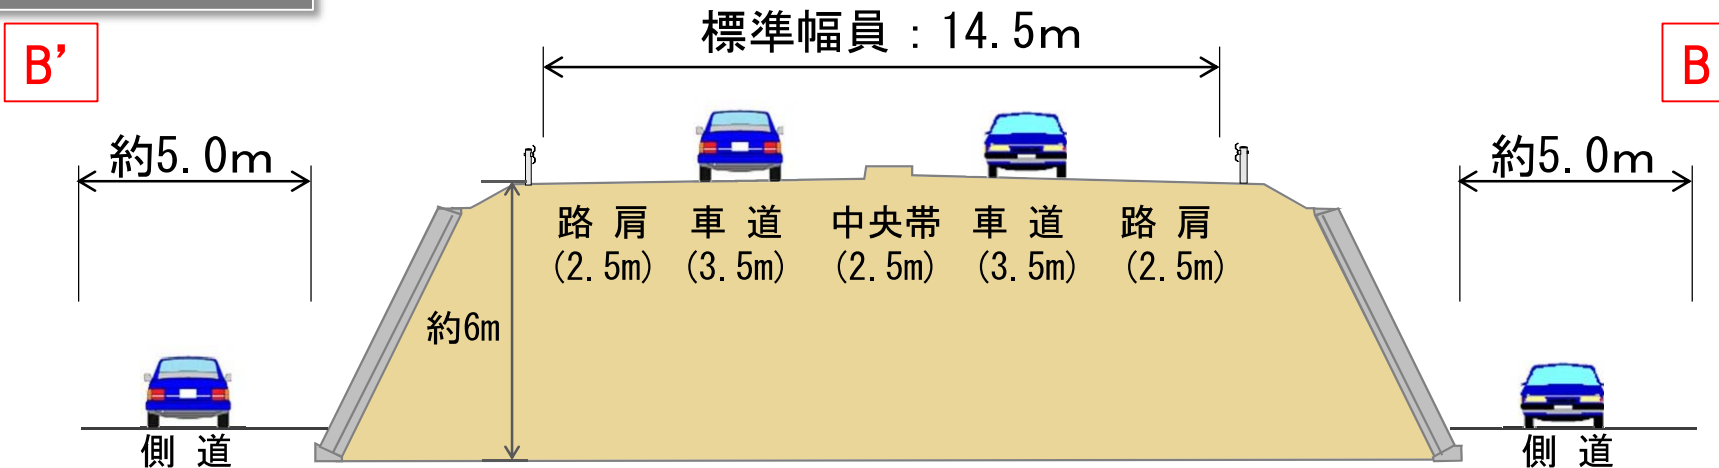 標準幅員：14.5m
B’
B
約5.0m
約5.0m
路肩 車道 中央帯 車道 路肩
(2.5m) (3.5m) (2.5m) (3.5m) (2.5m)
約6m
側道
側道